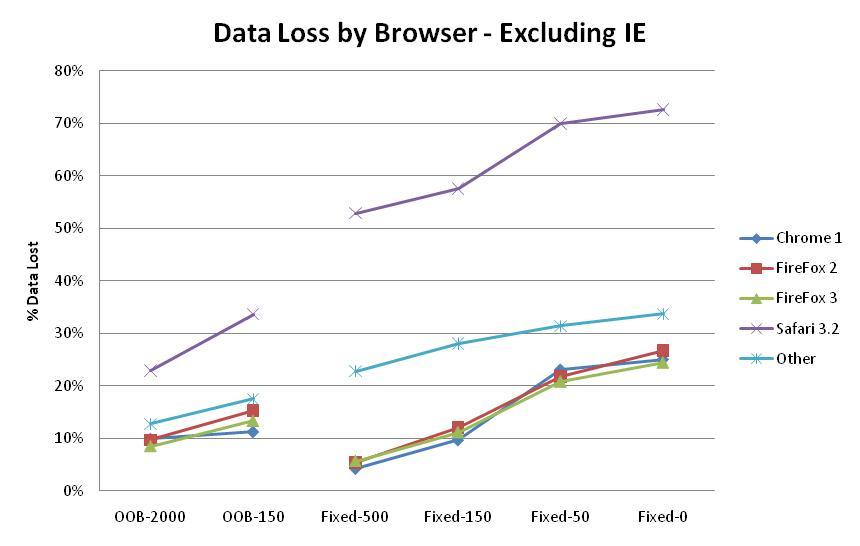 Data Loss by Browser - Excluding IE
80%
70%
60%
50%
40%
30%
20%
10%
0%
% Data Lost
OOB-2000 OOB-150 Fixed-500 Fixed-150 Fixed-50 Fixed-0
Chrome 1
FireFox 2
FireFox 3
Safari 3.2
Other